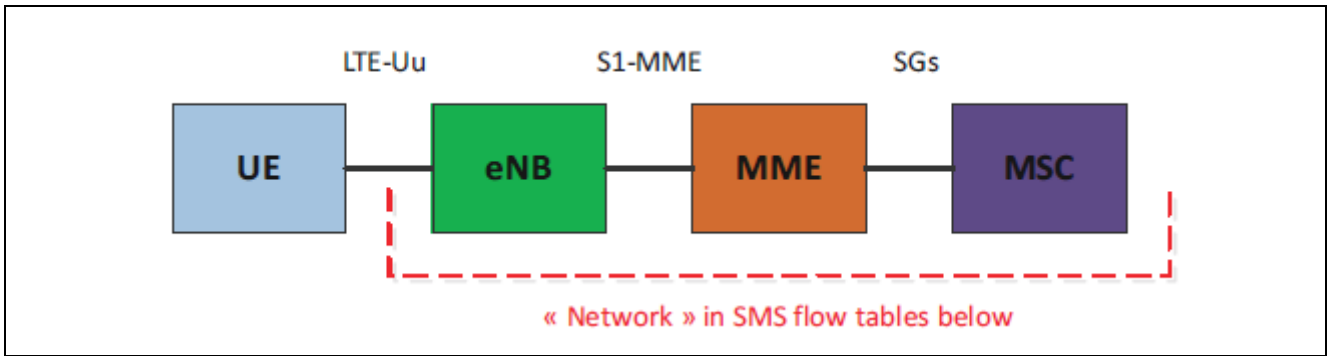 LTE-Uu S1-MME SGs
UE eNB MME MSC
« Network » in SMS flow tables below